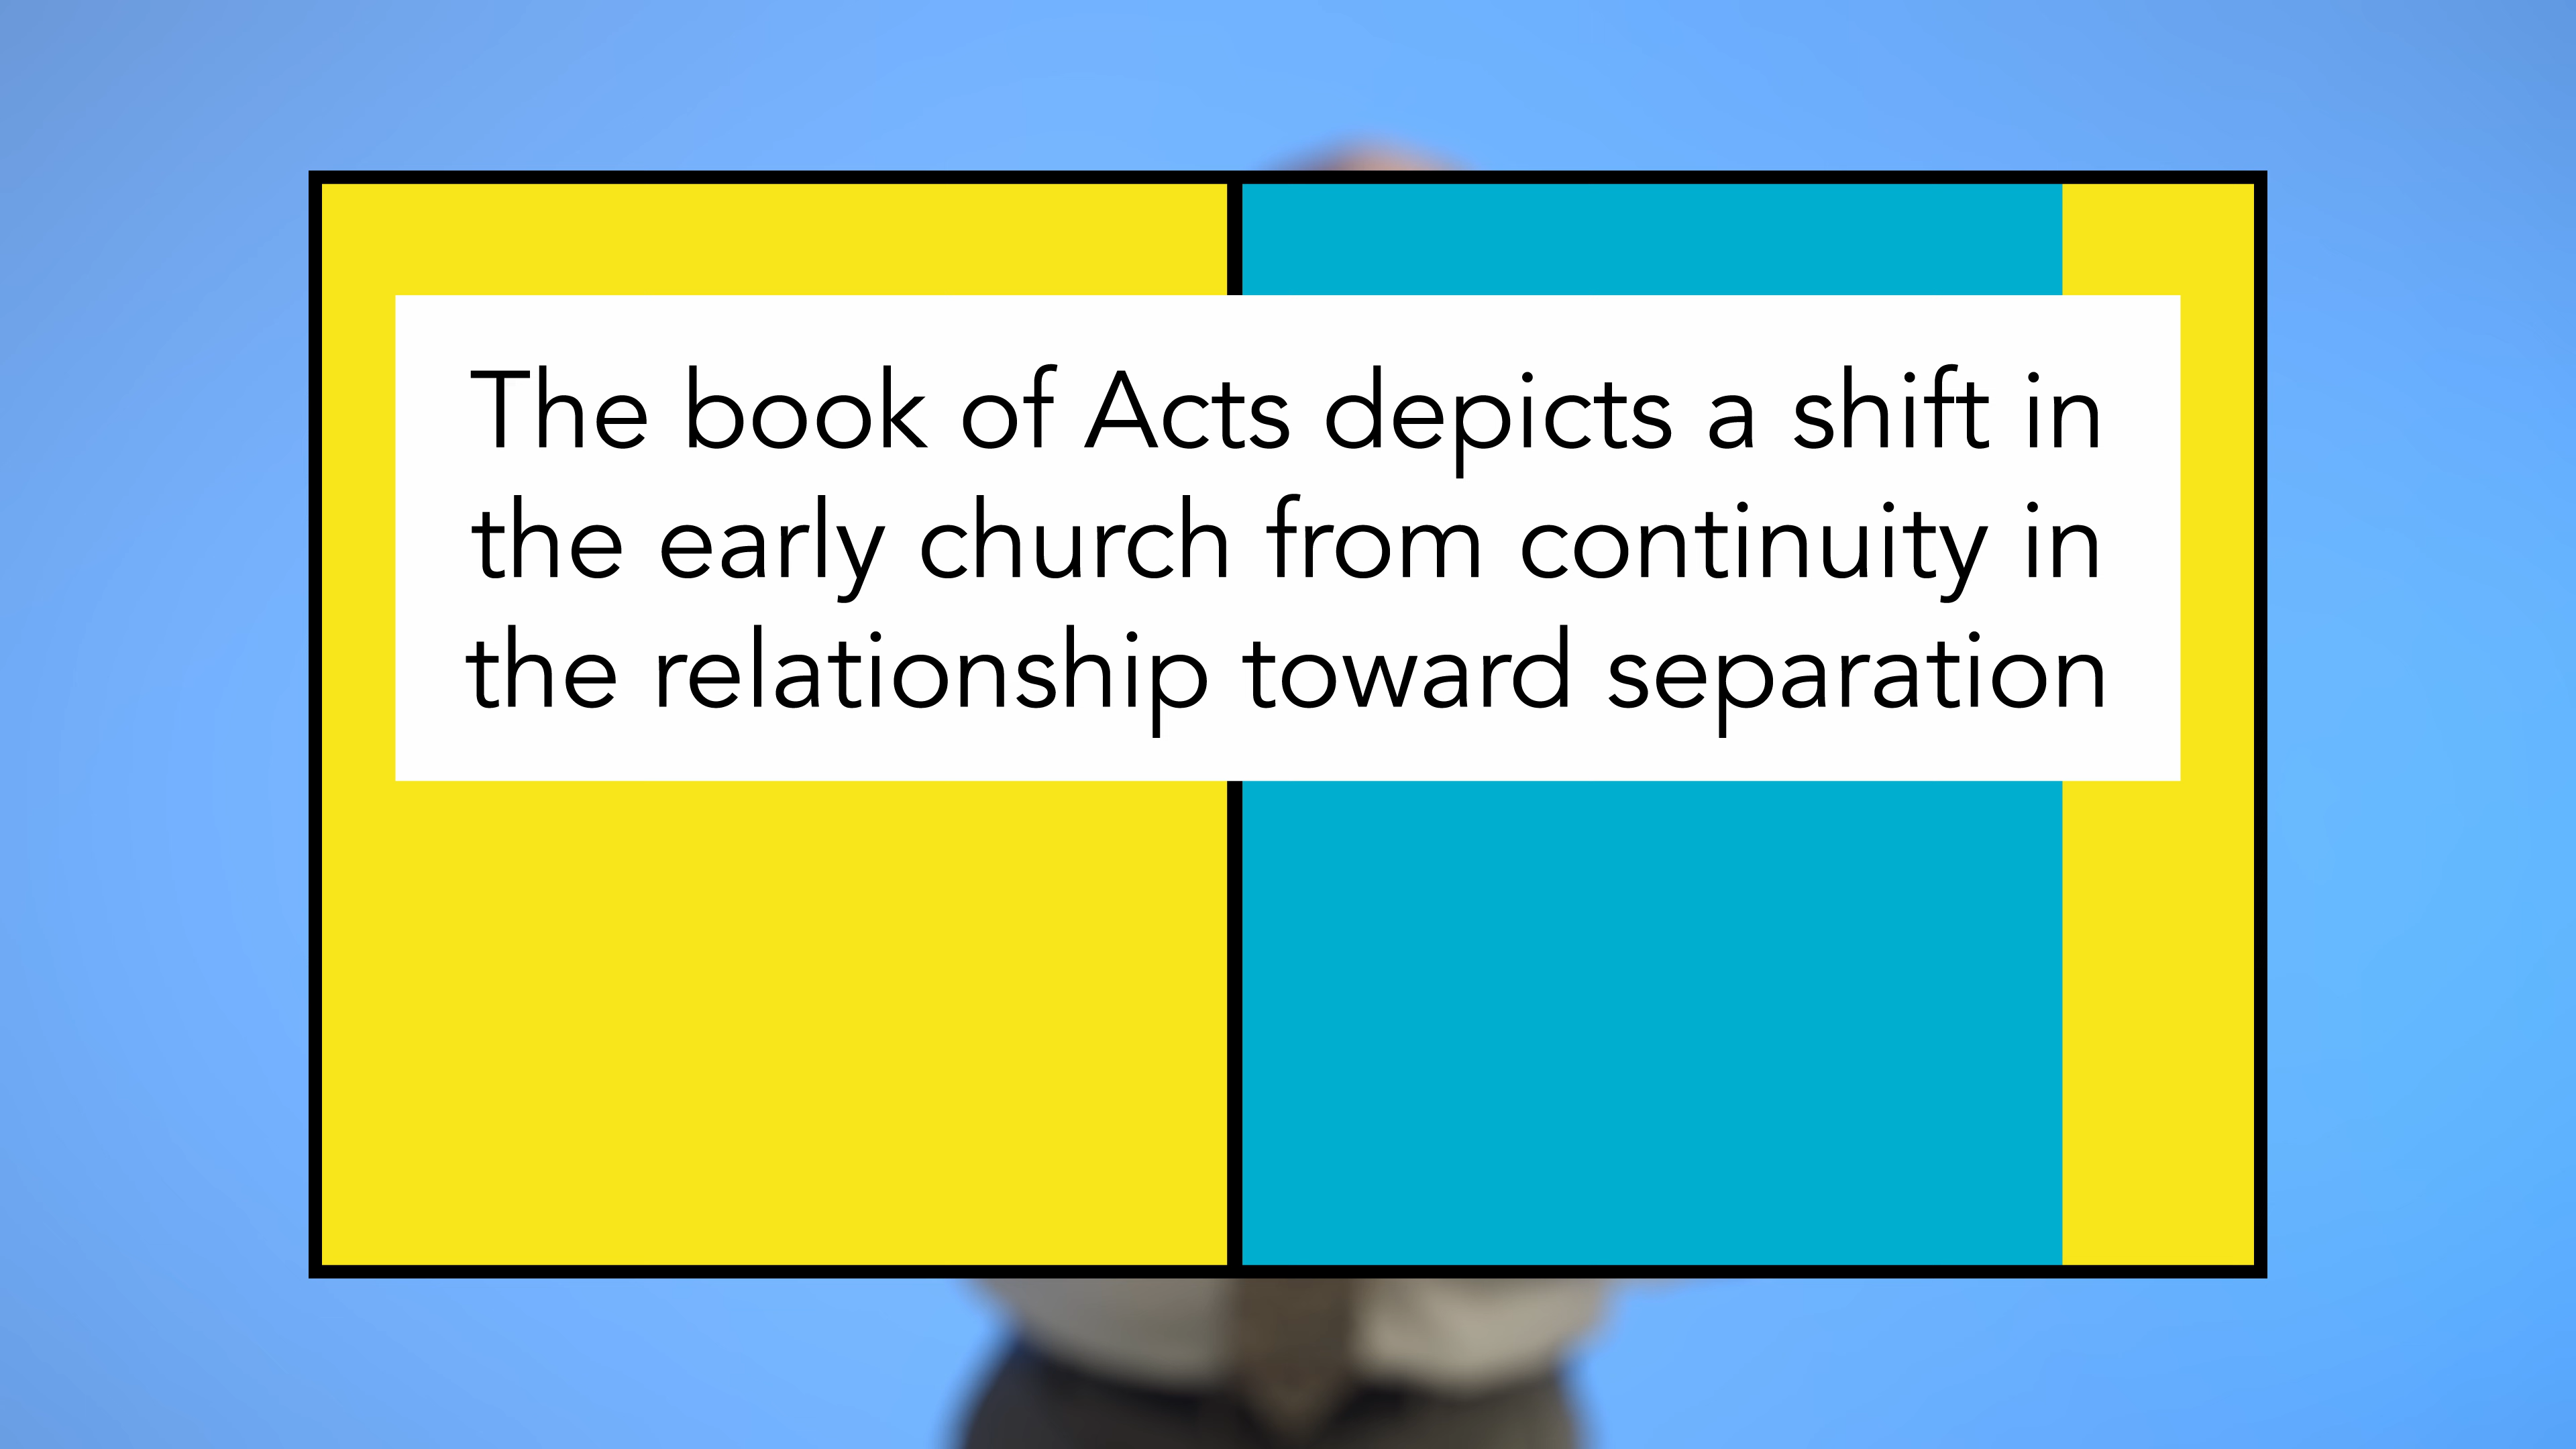 The book of Acts depicts a shift in
the early church from continuity in
the relationship toward separation